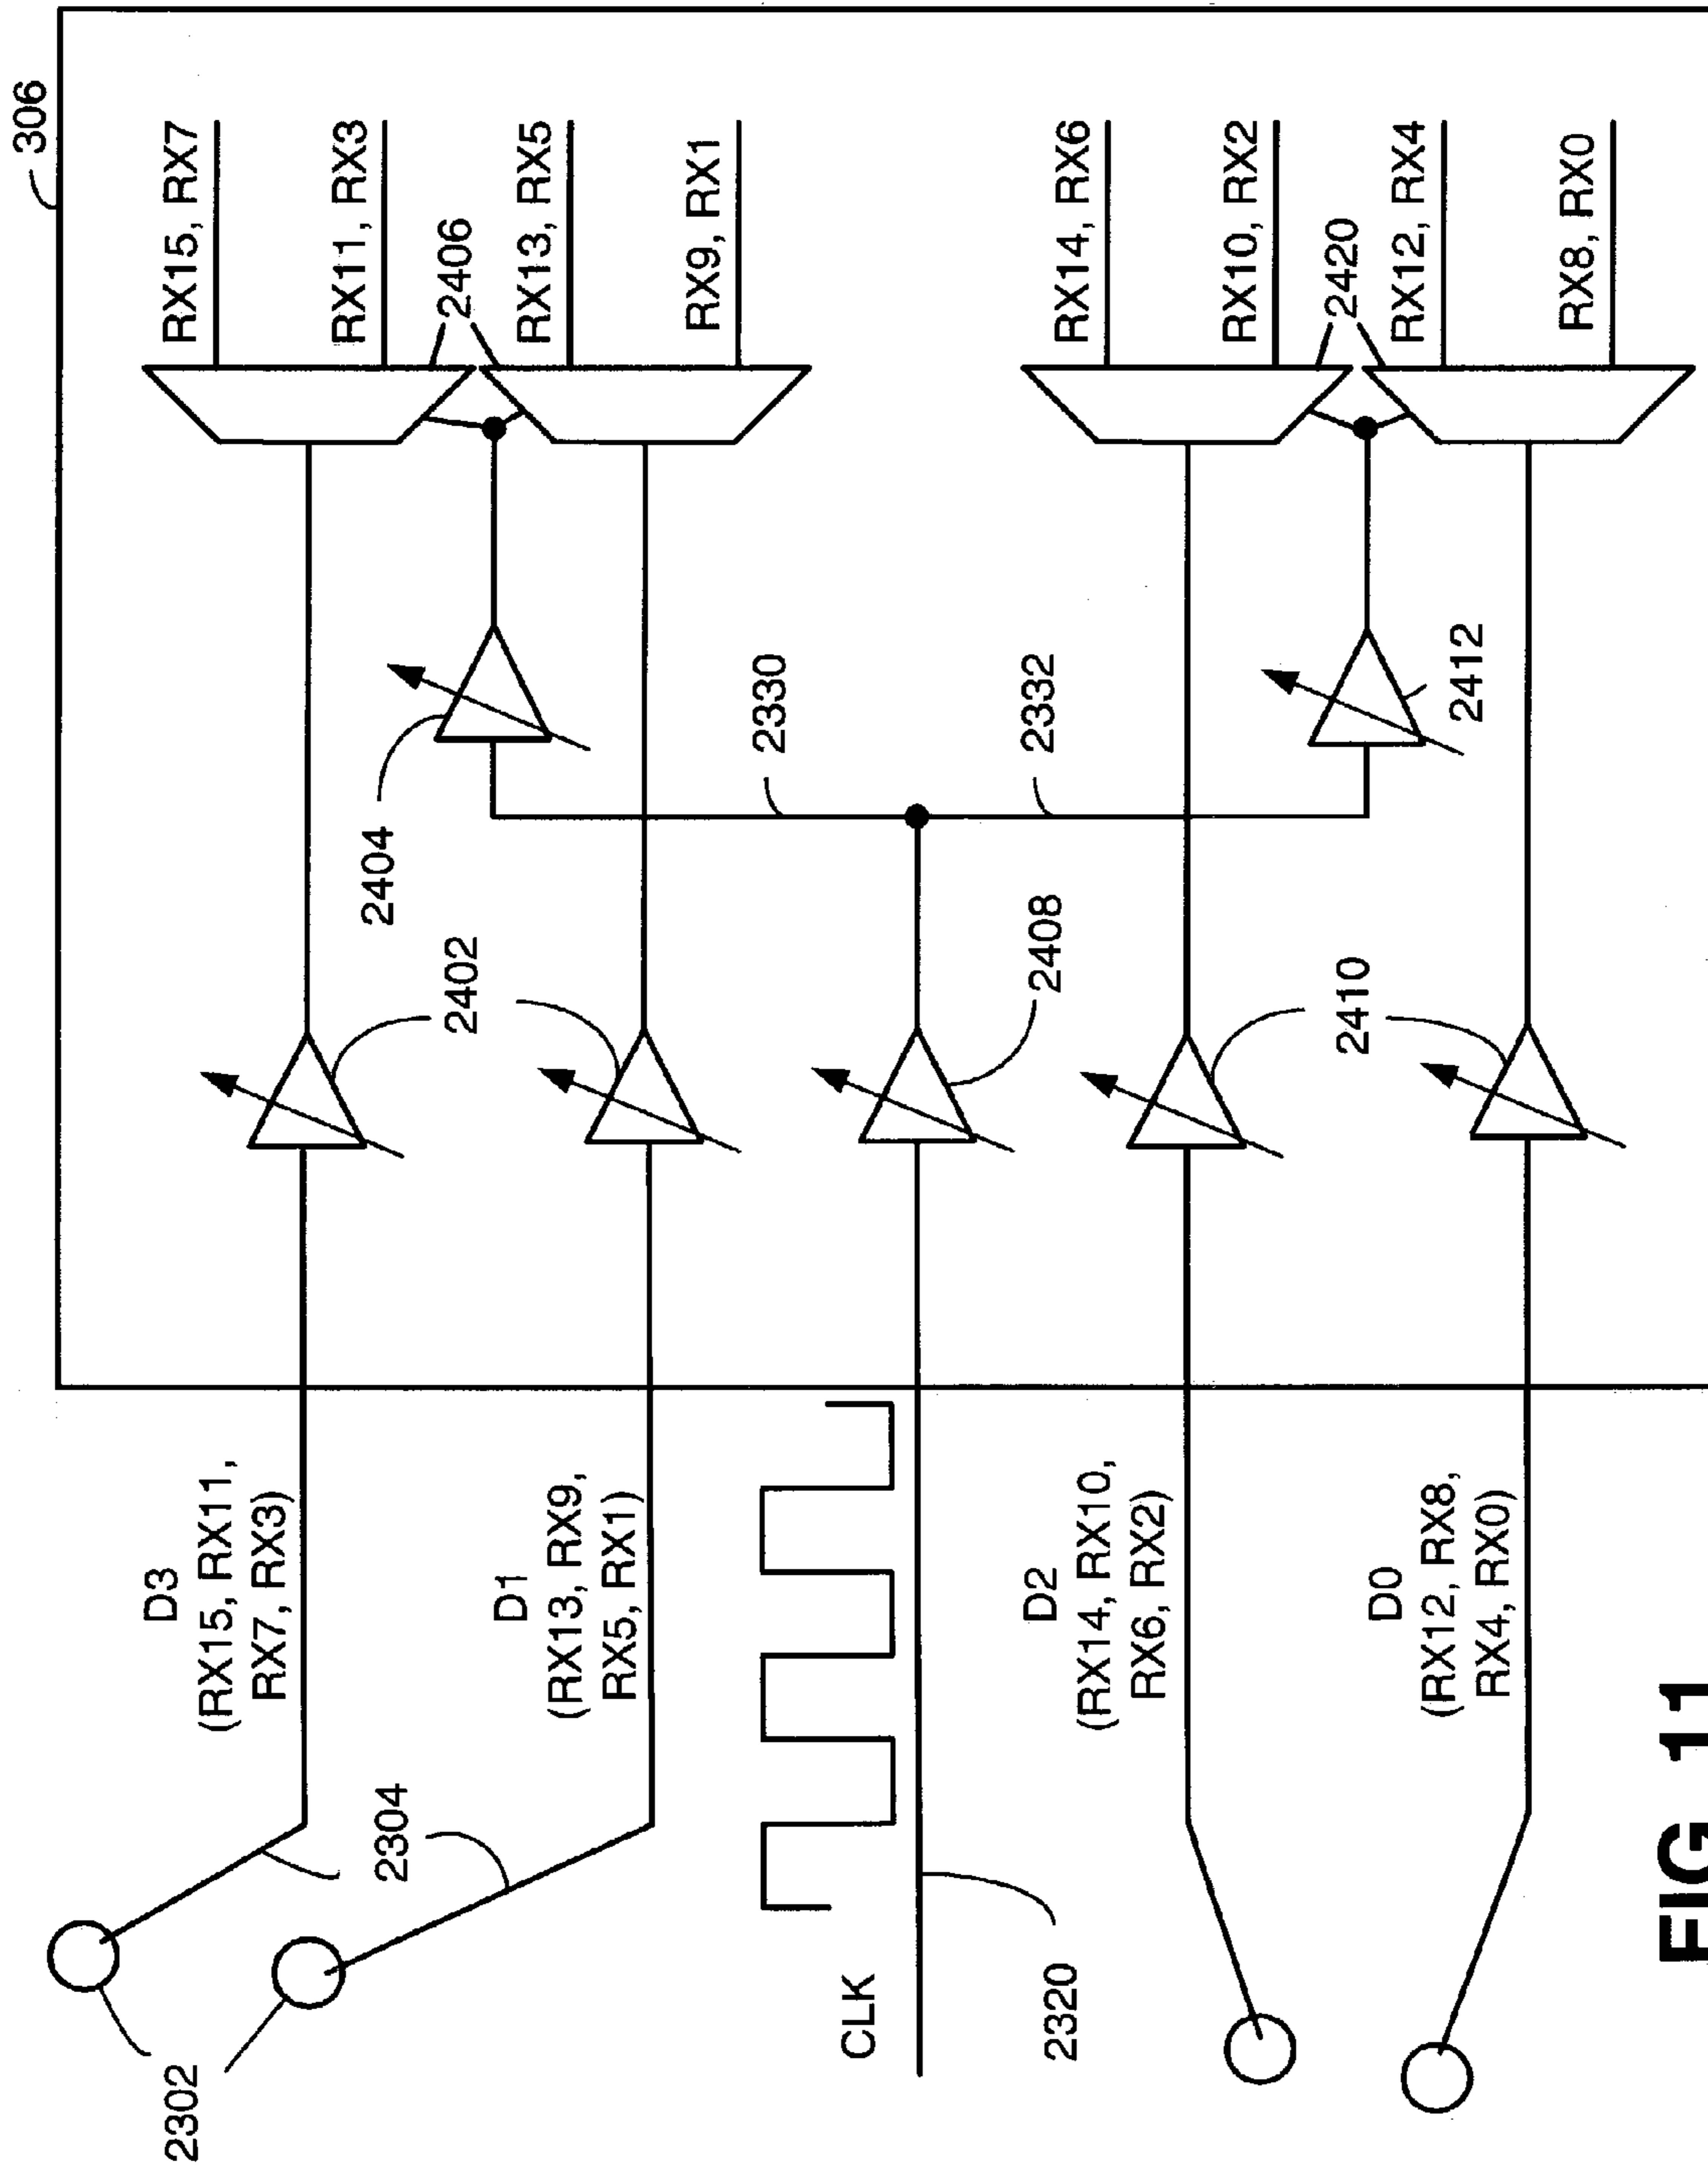 306
RX15, RX7
RX11, RX3
2406
RX13, RX5
RX9, RX1
RX14, RX6
RX10, RX2
2420
RX12, RX4
RX8, RX0
2404
2330
2332
2412
2402
2408
2410
D3
(RX15, RX11,
RX7, RX3)
D1
(RX13, RX9,
RX5, RX1)
D2
(RX14, RX10,
RX6, RX2)
D0
(RX12, RX8,
RX4, RX0)
2304
2302
CLK
2320
FIG 11